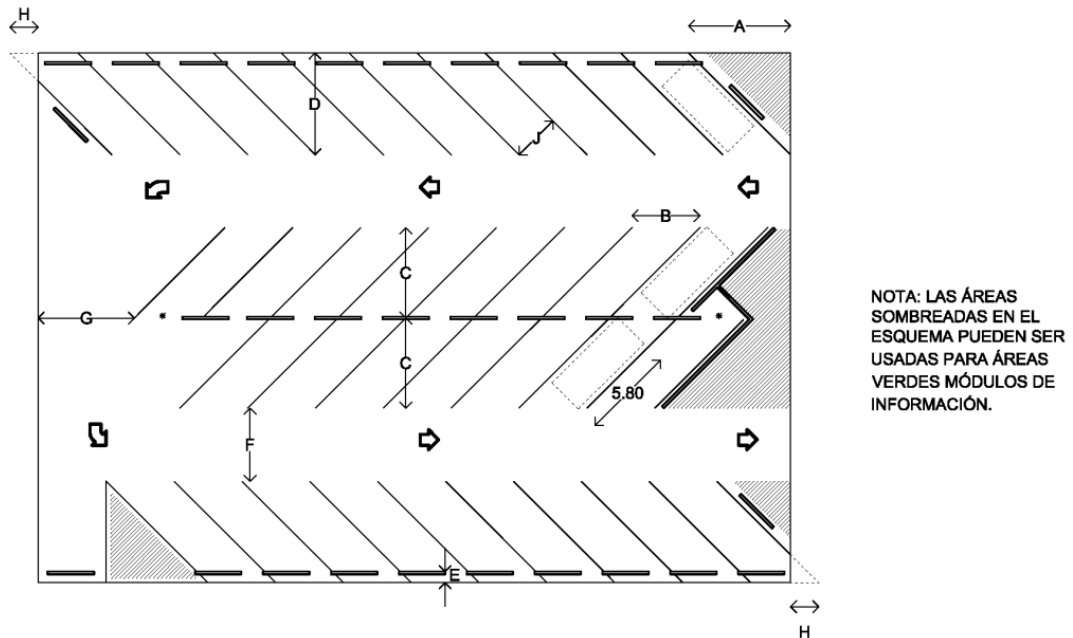 H
A
D
J
B
C
G
C
5.80
F
E
H
NOTA: LAS ÁREAS
SOMBREADAS EN EL
ESQUEMA PUEDEN SER
USADAS PARA ÁREAS
VERDES MÓDULOS DE
INFORMACIÓN.